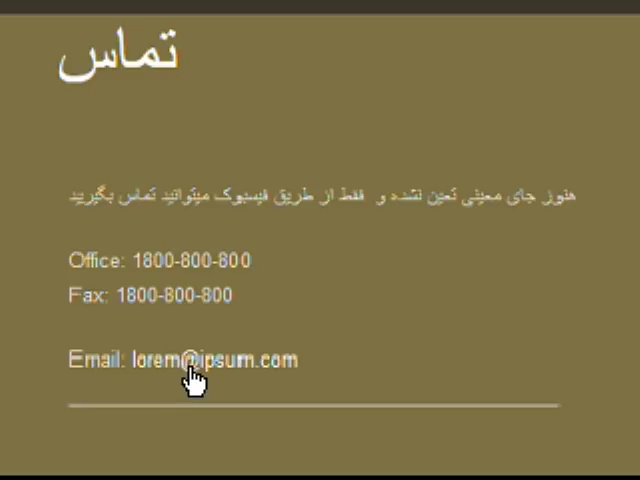 تماس
هنوز جای معینی تعین نشده و فقط از طریق فیسبوک میتوانید تماس بگیرید
Office: 1800-800-800
Fax: 1800-800-800
Email: lorem@ipsum.com